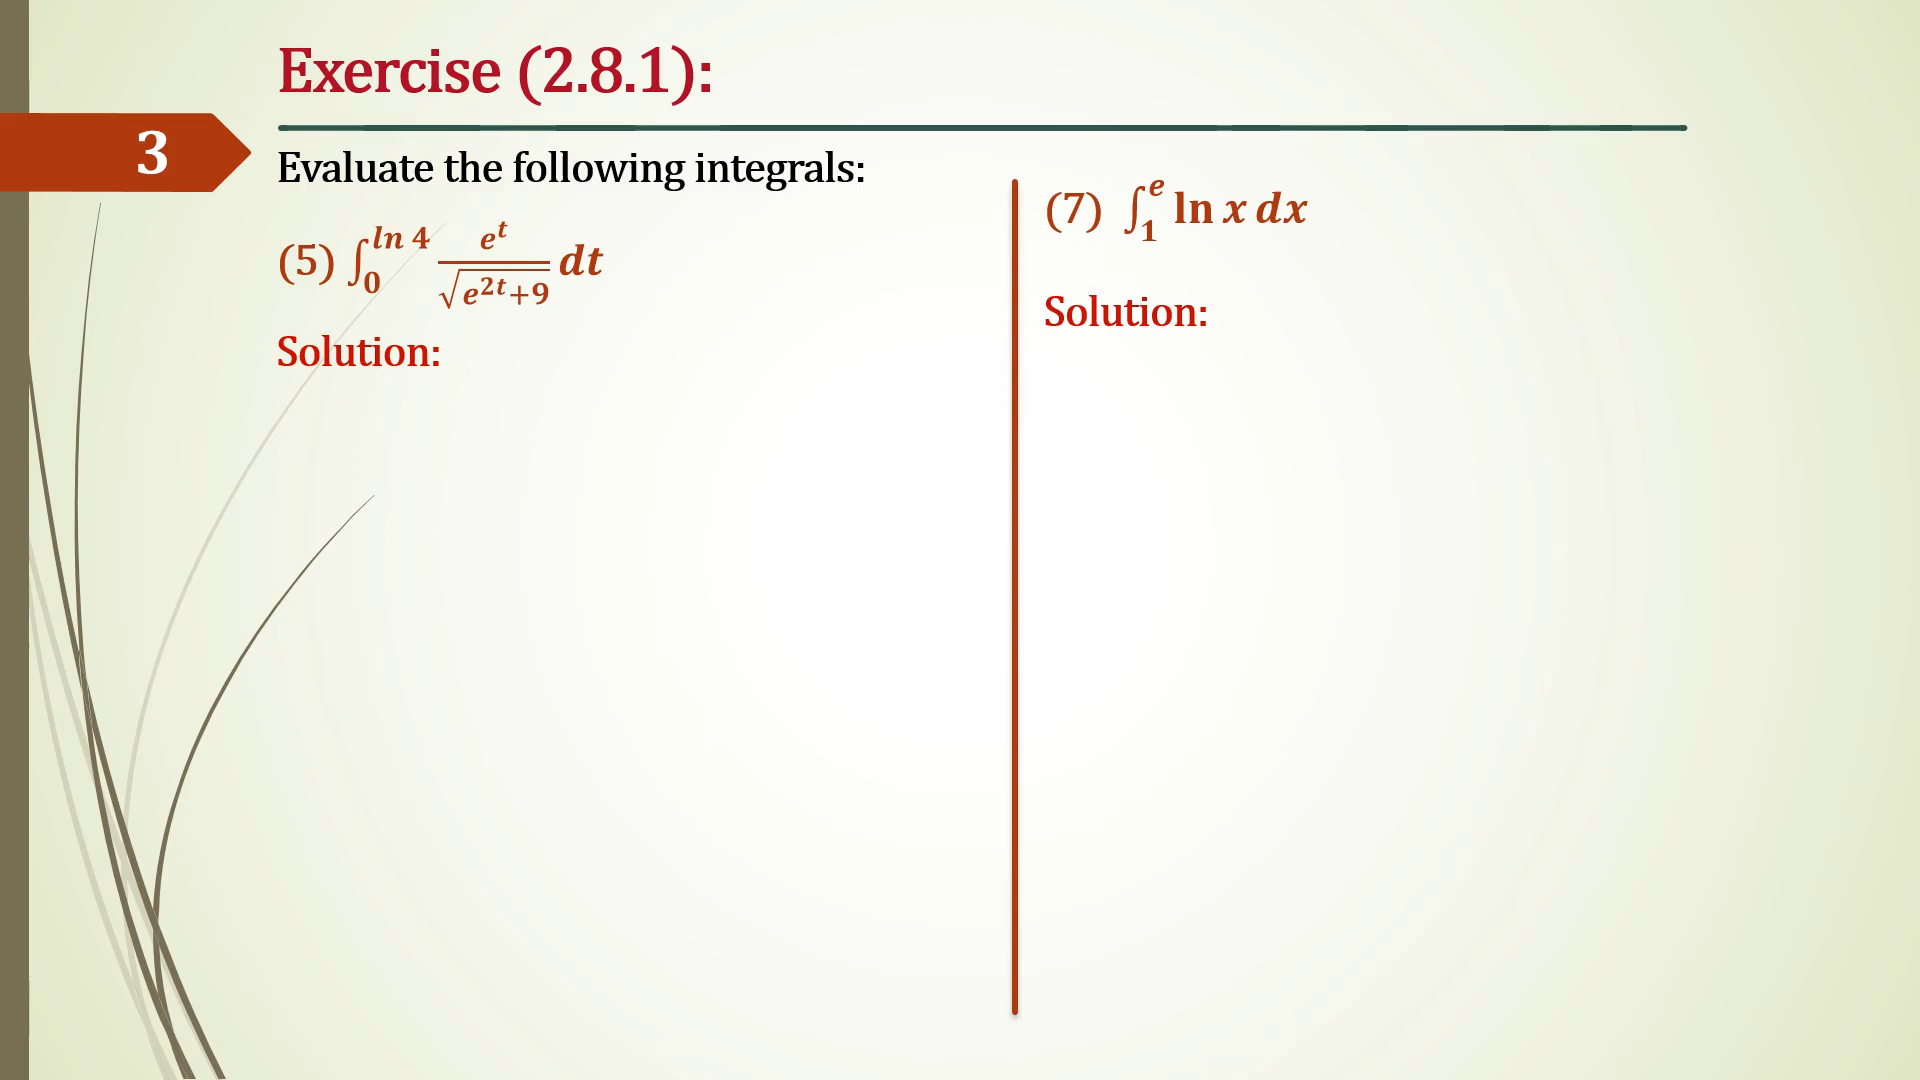 Exercise (2.8.1):
3
Evaluate the following integrals:
(5) ∫₀^{ln 4} e^t / √(e^{2t}+9) dt
Solution:
(7) ∫₁^e ln x dx
Solution: